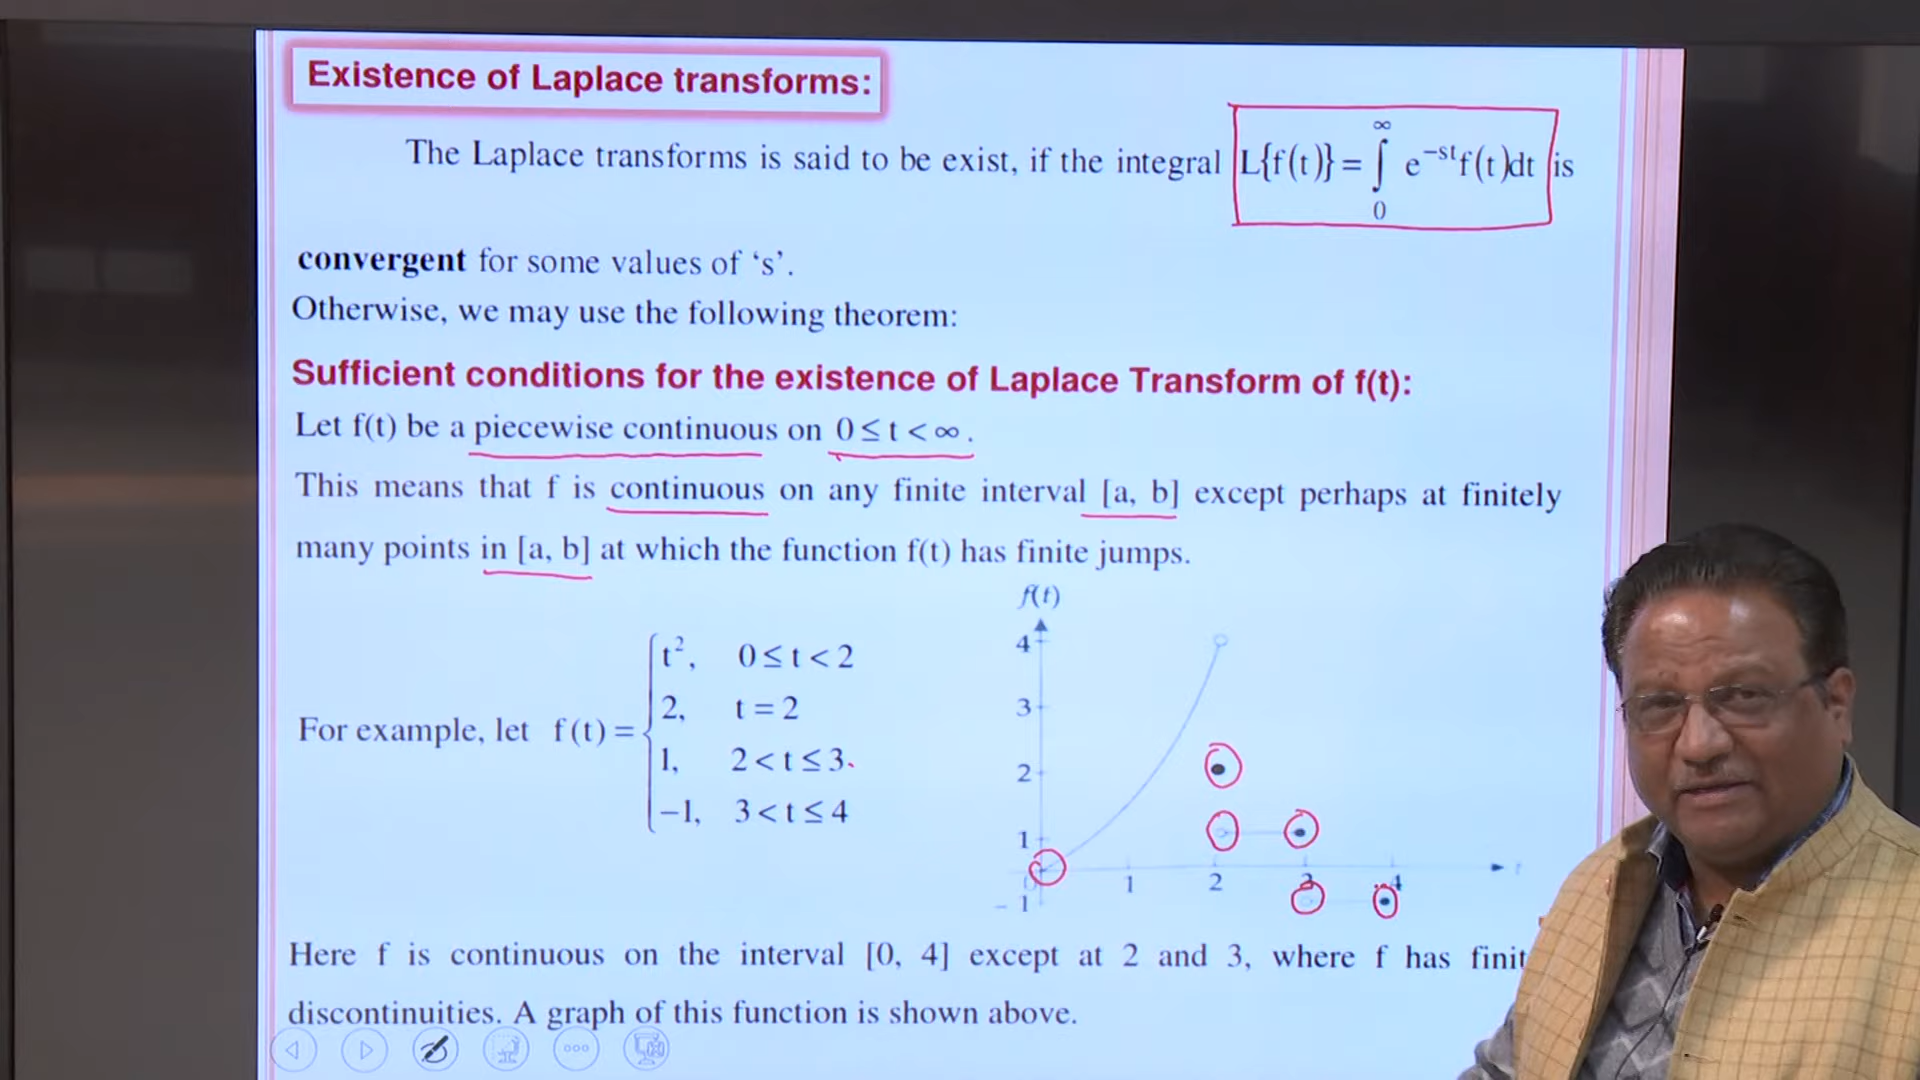 Existence of Laplace transforms:
The Laplace transforms is said to be exist, if the integral L{f(t)} = ∫₀^∞ e^{-st} f(t)dt is
convergent for some values of ‘s’.
Otherwise, we may use the following theorem:
Sufficient conditions for the existence of Laplace Transform of f(t):
Let f(t) be a piecewise continuous on 0 ≤ t < ∞.
This means that f is continuous on any finite interval [a, b] except perhaps at finitely
many points in [a, b] at which the function f(t) has finite jumps.
f(t)
4
3
2
1
0
1 2 3 4 t
– 1
t², 0 ≤ t < 2
2, t = 2
For example, let f(t) =
1, 2 < t ≤ 3
−1, 3 < t ≤ 4
Here f is continuous on the interval [0, 4] except at 2 and 3, where f has finit
discontinuities. A graph of this function is shown above.